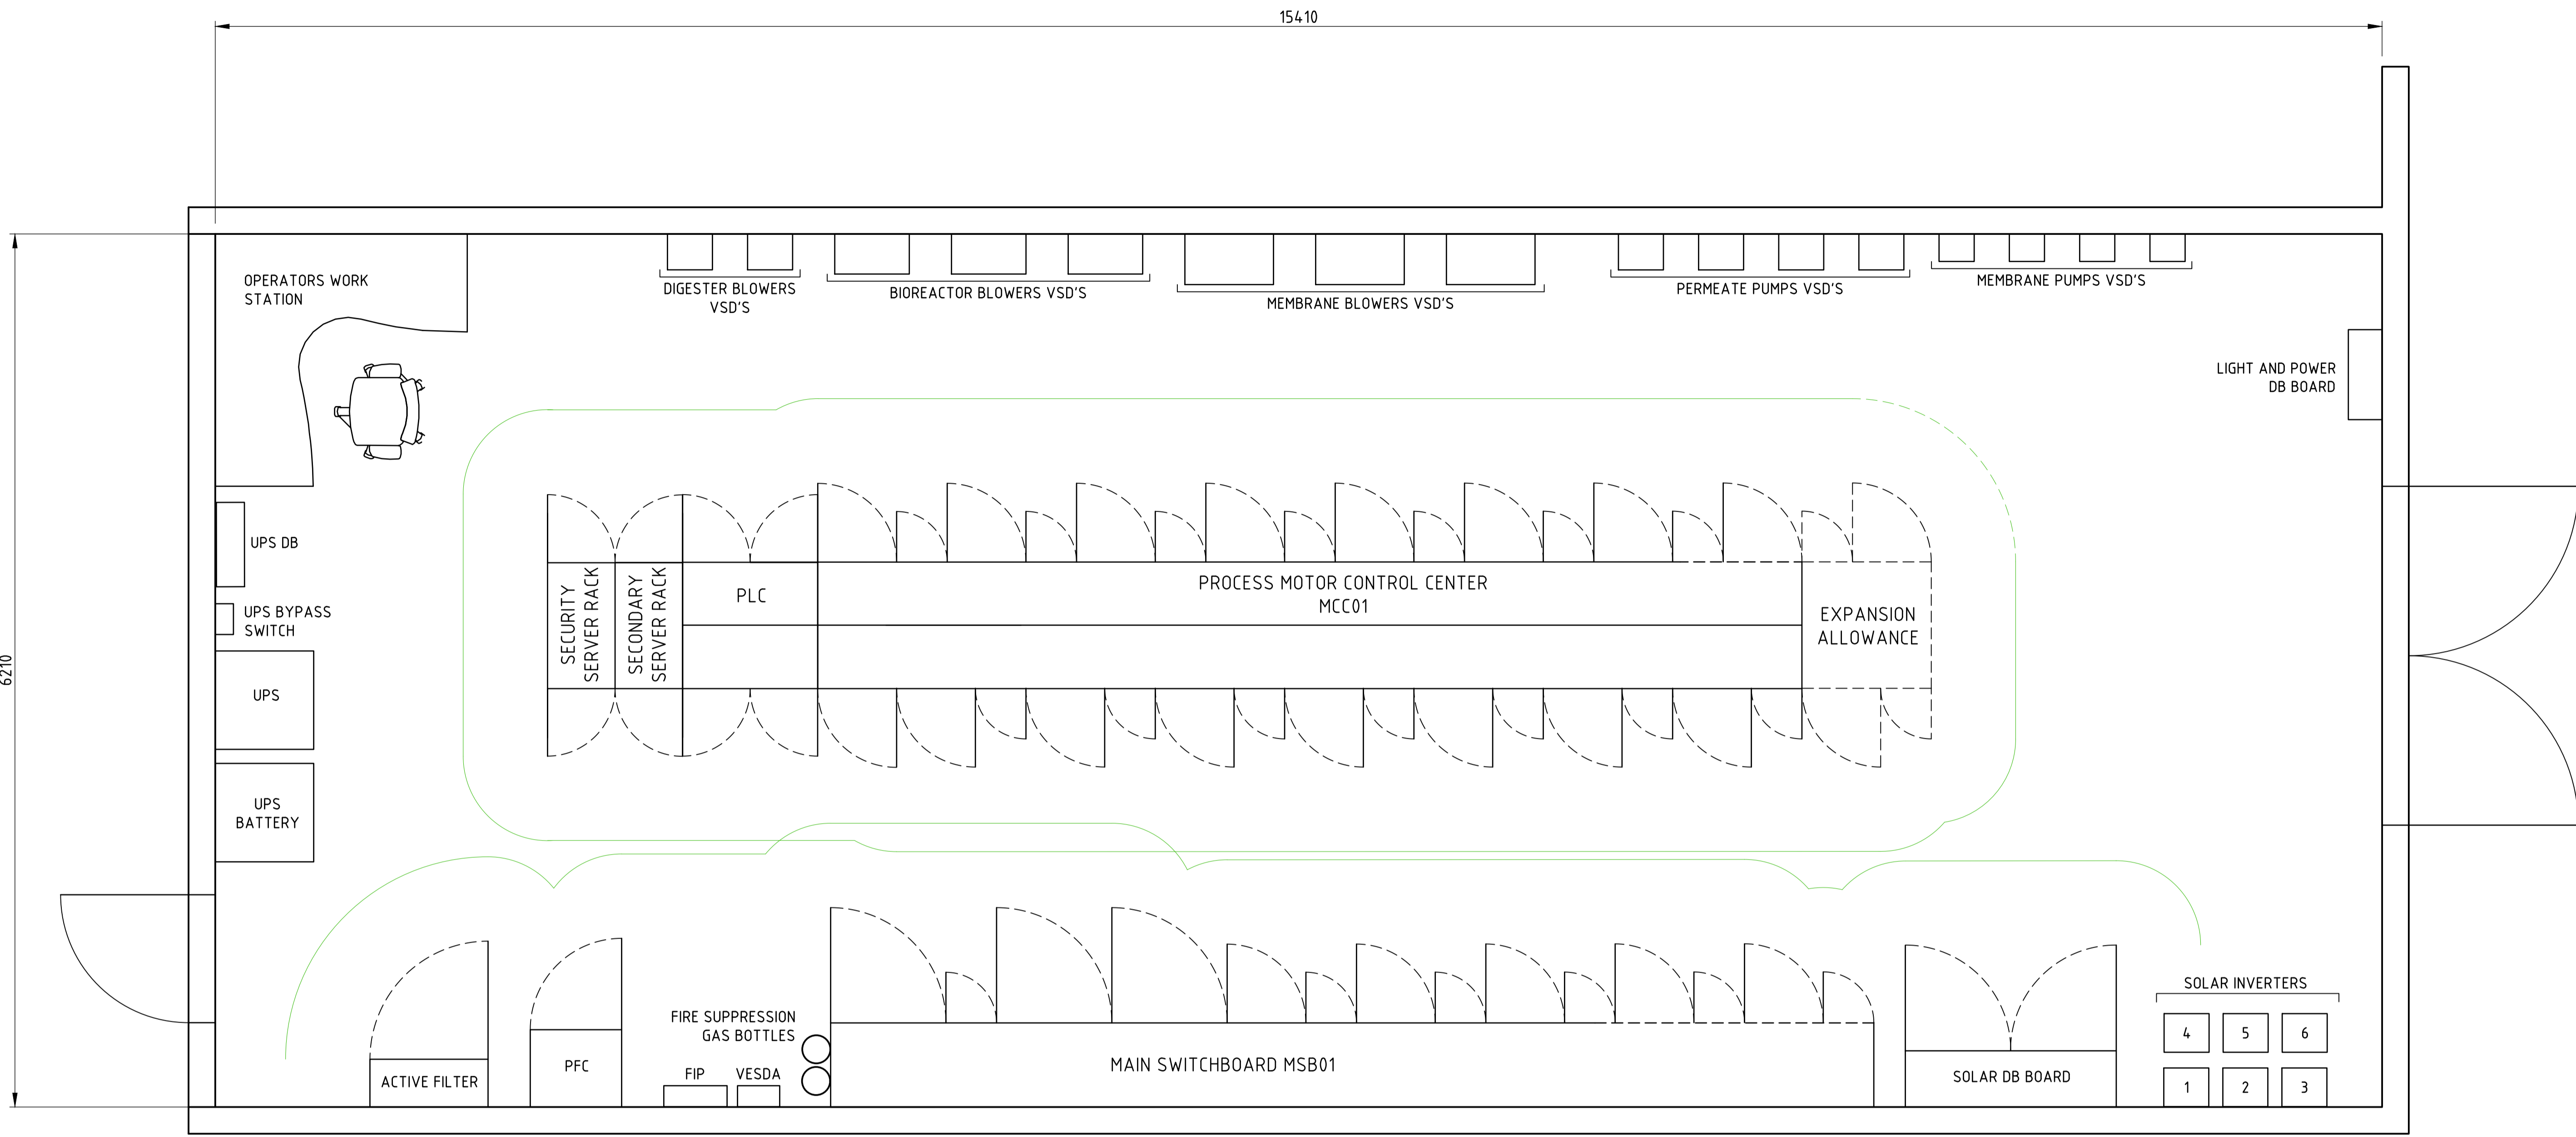 15410
6210
OPERATORS WORK
STATION
DIGESTER BLOWERS
VSD'S
BIOREACTOR BLOWERS VSD'S
MEMBRANE BLOWERS VSD'S
PERMEATE PUMPS VSD'S
MEMBRANE PUMPS VSD'S
LIGHT AND POWER
DB BOARD
UPS DB
UPS BYPASS
SWITCH
UPS
UPS
BATTERY
SECURITY
SERVER RACK
SECONDARY
SERVER RACK
PLC
PROCESS MOTOR CONTROL CENTER
MCC01
EXPANSION
ALLOWANCE
ACTIVE FILTER
PFC
FIRE SUPPRESSION
GAS BOTTLES
FIP
VESDA
MAIN SWITCHBOARD MSB01
SOLAR DB BOARD
SOLAR INVERTERS
4 5 6
1 2 3